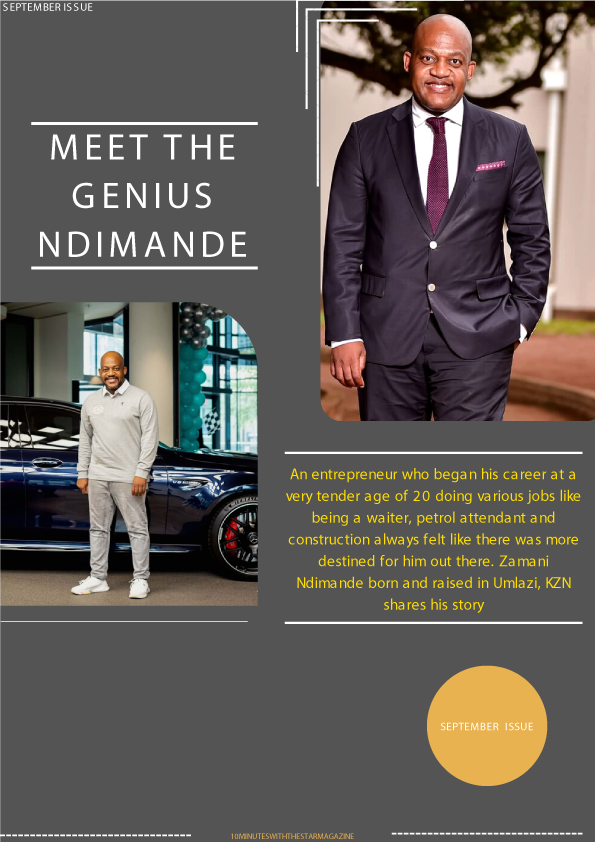 SEPTEMBER ISSUE
MEET THE
GENIUS
NDIMANDE
An entrepreneur who began his career at a
very tender age of 20 doing various jobs like
being a waiter, petrol attendant and
construction always felt like there was more
destined for him out there. Zamani
Ndimande born and raised in Umlazi, KZN
shares his story
SEPTEMBER ISSUE
10MINUTESWITHTHESTARMAGAZINE